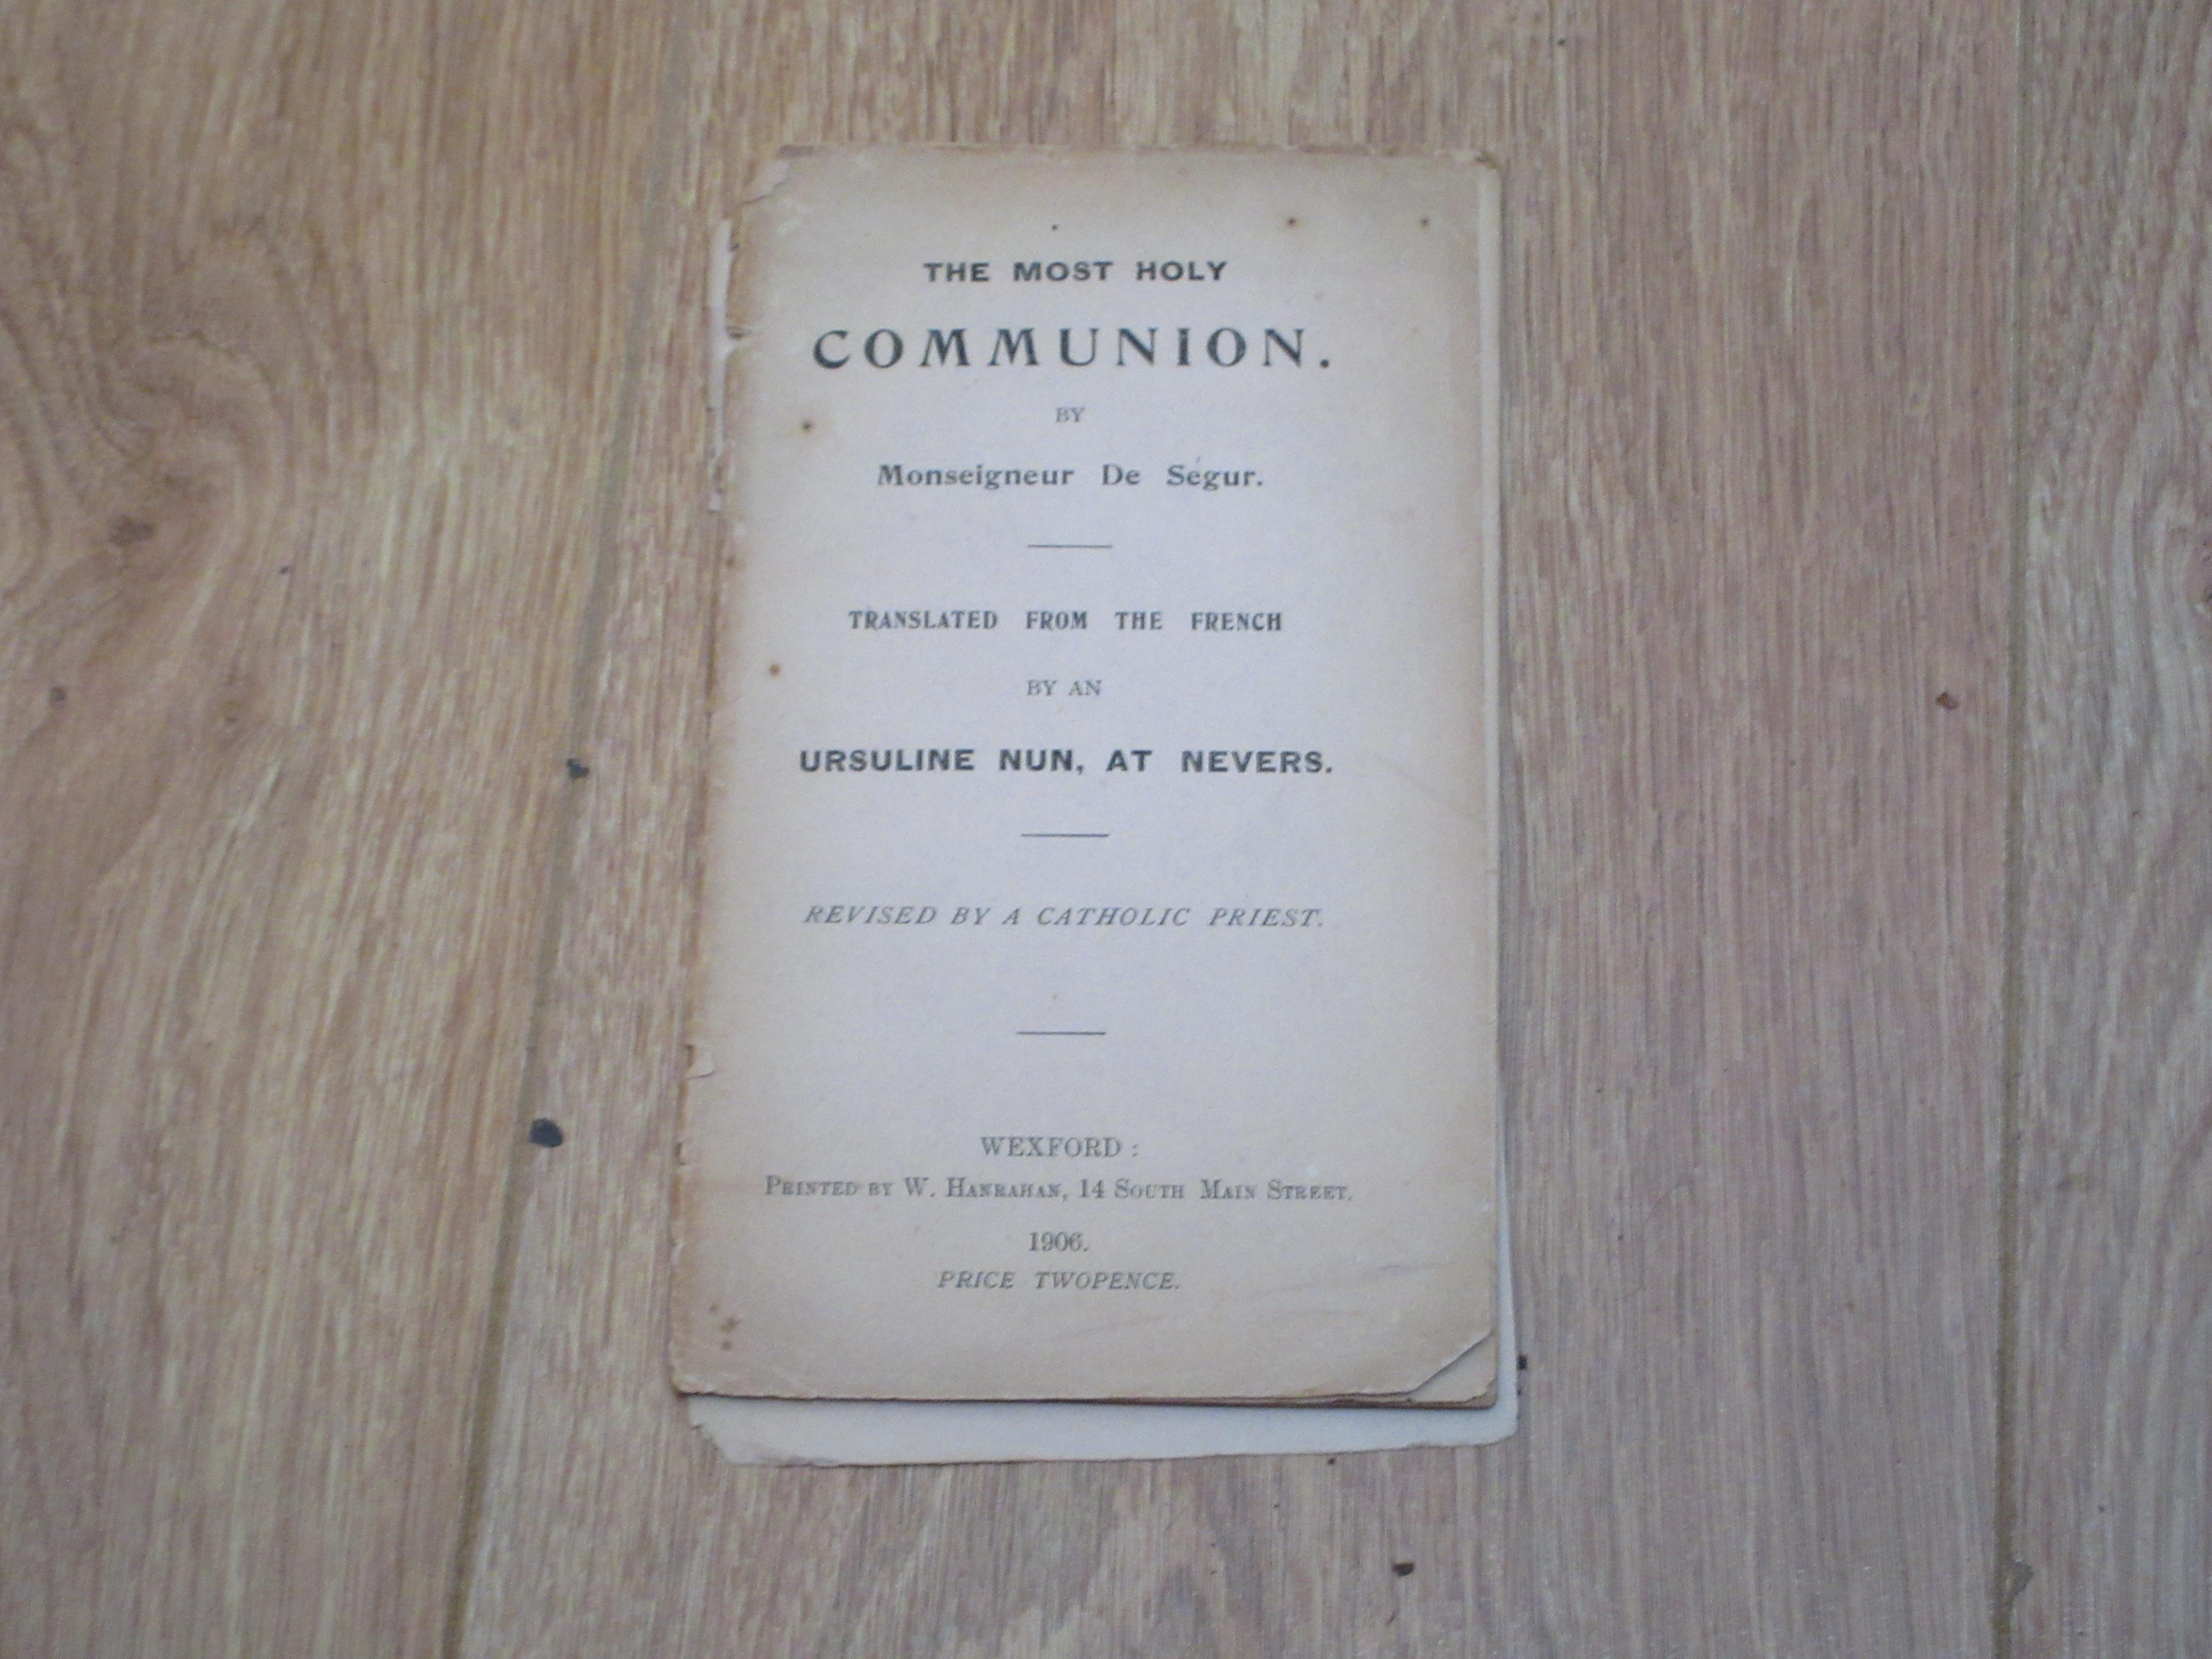 THE MOST HOLY
COMMUNION.
BY
Monseigneur De Ségur.
TRANSLATED FROM THE FRENCH
BY AN
URSULINE NUN, AT NEVERS.
REVISED BY A CATHOLIC PRIEST.
WEXFORD :
PRINTED BY W. HANRAHAN, 14 SOUTH MAIN STREET.
1906.
PRICE TWOPENCE.